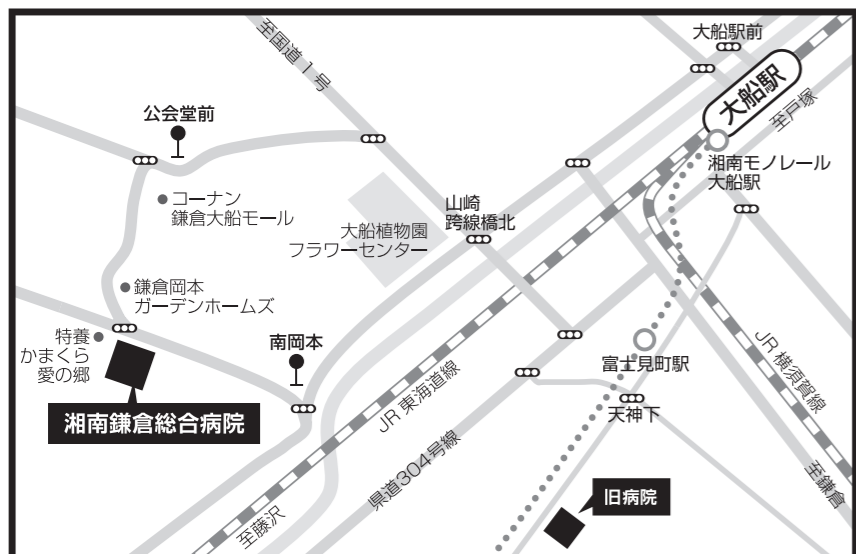 大船駅前
至国道1号
大船駅
至戸塚
公会堂前
湘南モノレール
大船駅
コーナン
鎌倉大船モール
山崎
跨線橋北
大船植物園
フラワーセンター
鎌倉岡本
ガーデンホームズ
特養
かまくら
愛の郷
南岡本
富士見町駅
JR東海道線
JR横須賀線
湘南鎌倉総合病院
天神下
県道304号線
至鎌倉
旧病院
至藤沢